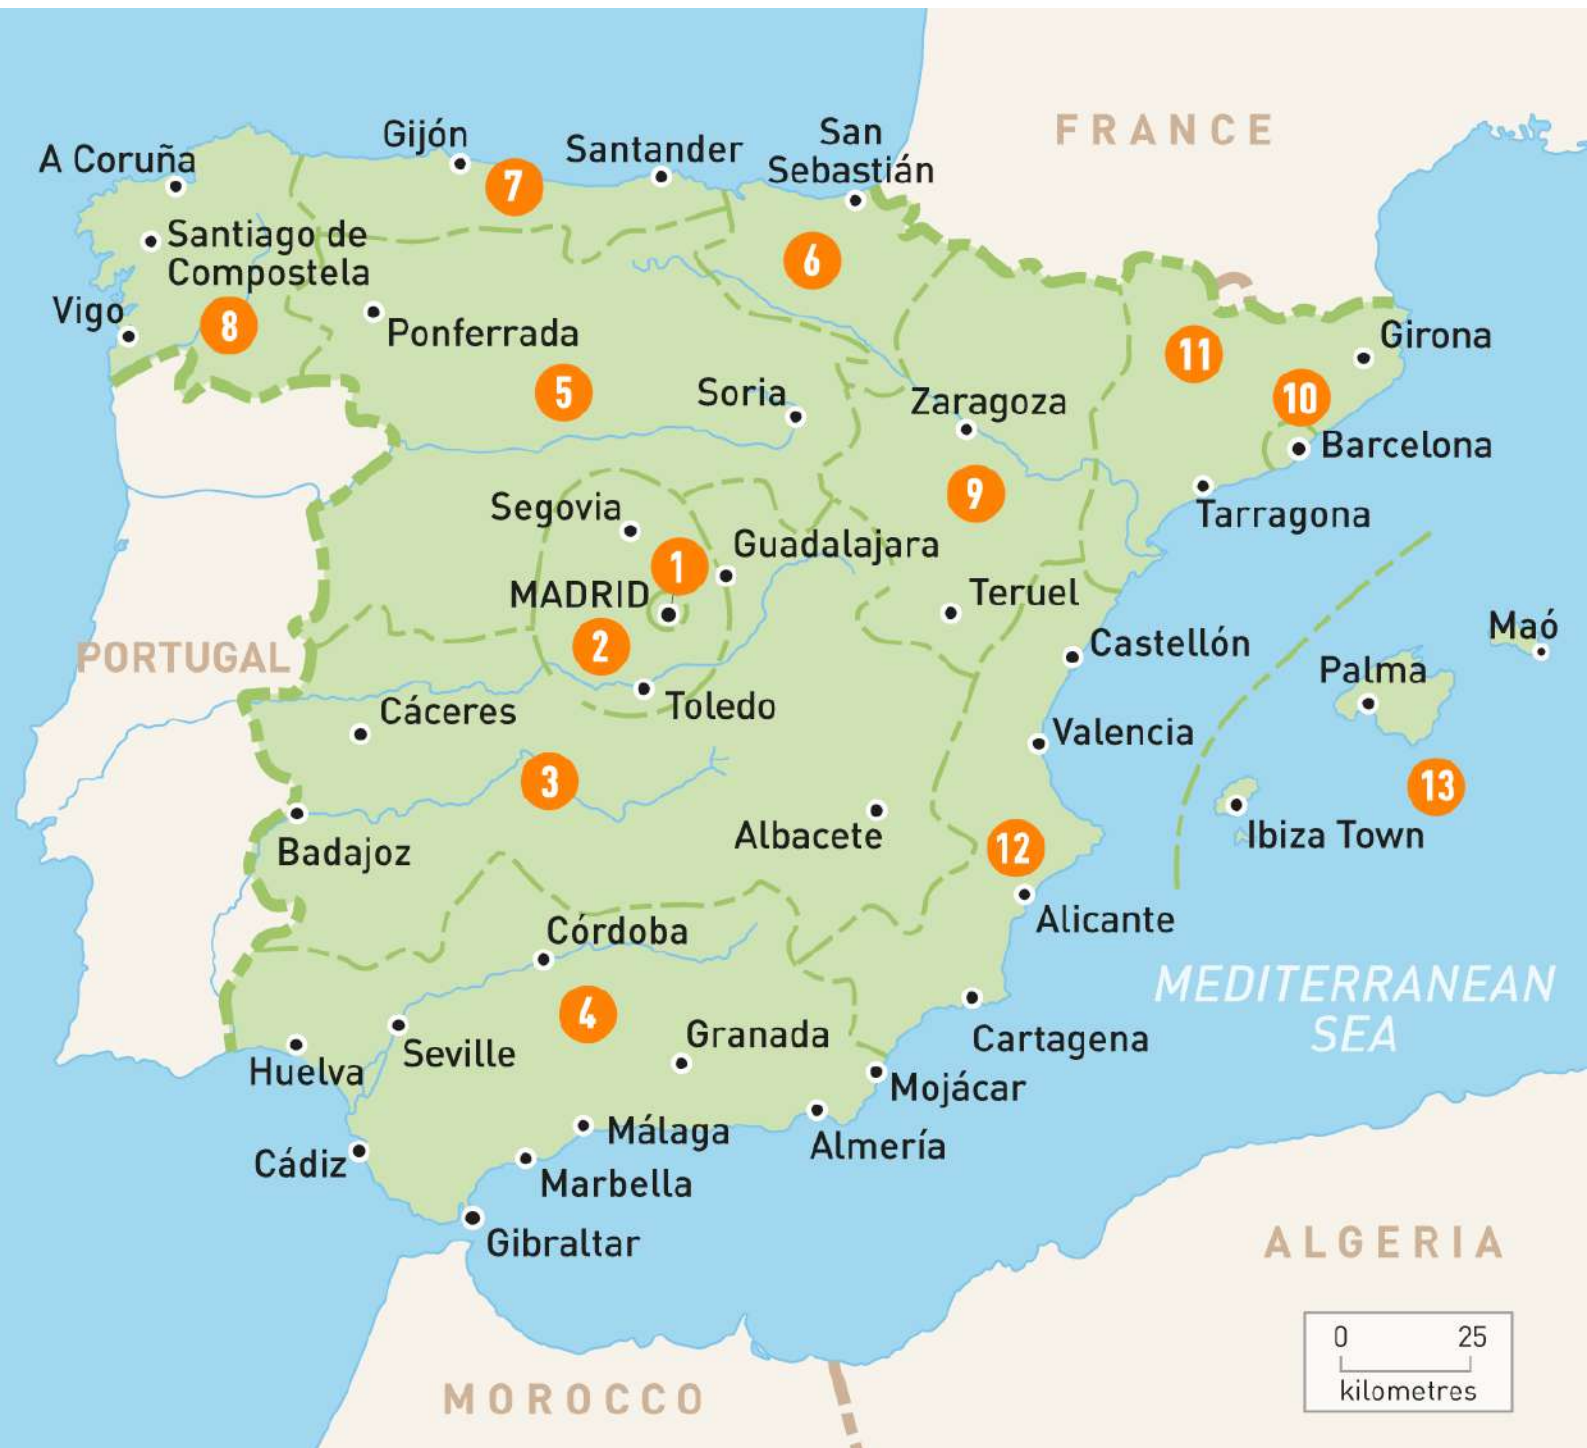 FRANCE
A Coruña
Gijón
7
Santander
San
Sebastián
Santiago de
Compostela
6
Vigo
8
Ponferrada
11
Girona
5
Soria
Zaragoza
10
Barcelona
Segovia
9
Tarragona
1
Guadalajara
MADRID
Teruel
2
Castellón
Maó
PORTUGAL
Palma
Toledo
Cáceres
Valencia
3
13
Badajoz
Albacete
12
Ibiza Town
Alicante
Córdoba
MEDITERRANEAN
SEA
4
Granada
Cartagena
Seville
Huelva
Mojácar
Málaga
Almería
Cádiz
Marbella
Gibraltar
ALGERIA
MOROCCO
0 25
kilometres